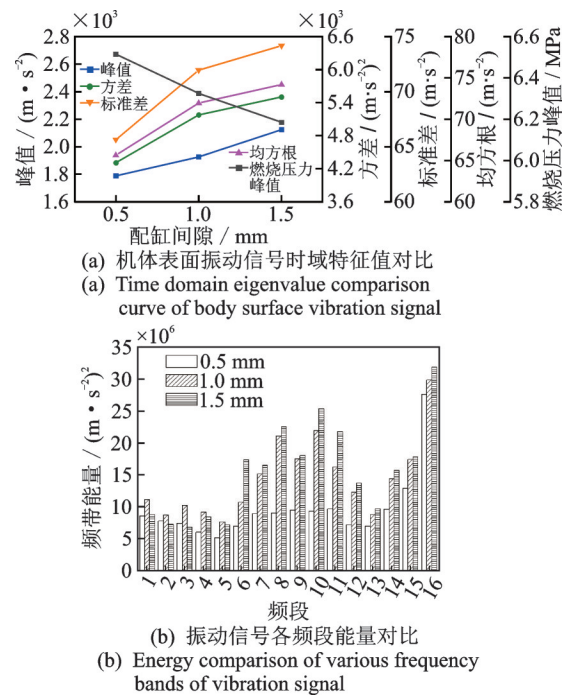 ×10³
×10³
2.8
2.6
2.4
2.2
2.0
1.8
1.6
峰值 / (m·s⁻²)
峰值
方差
标准差
均方根
燃烧压力
峰值
0.5
1.0
1.5
配缸间隙 / mm
6.6
6.0
5.4
4.8
4.2
3.6
方差 / (m·s⁻²)²
75
70
65
60
标准差 / (m·s⁻²)
80
75
70
65
60
均方根 / (m·s⁻²)
6.6
6.4
6.2
6.0
5.8
燃烧压力峰值 / MPa
(a) 机体表面振动信号时域特征值对比
(a) Time domain eigenvalue comparison
curve of body surface vibration signal
×10⁶
35
30
25
20
15
10
5
0
频带能量 / (m·s⁻²)²
0.5 mm
1.0 mm
1.5 mm
1
2
3
4
5
6
7
8
9
10
11
12
13
14
15
16
频段
(b) 振动信号各频段能量对比
(b) Energy comparison of various frequency
bands of vibration signal